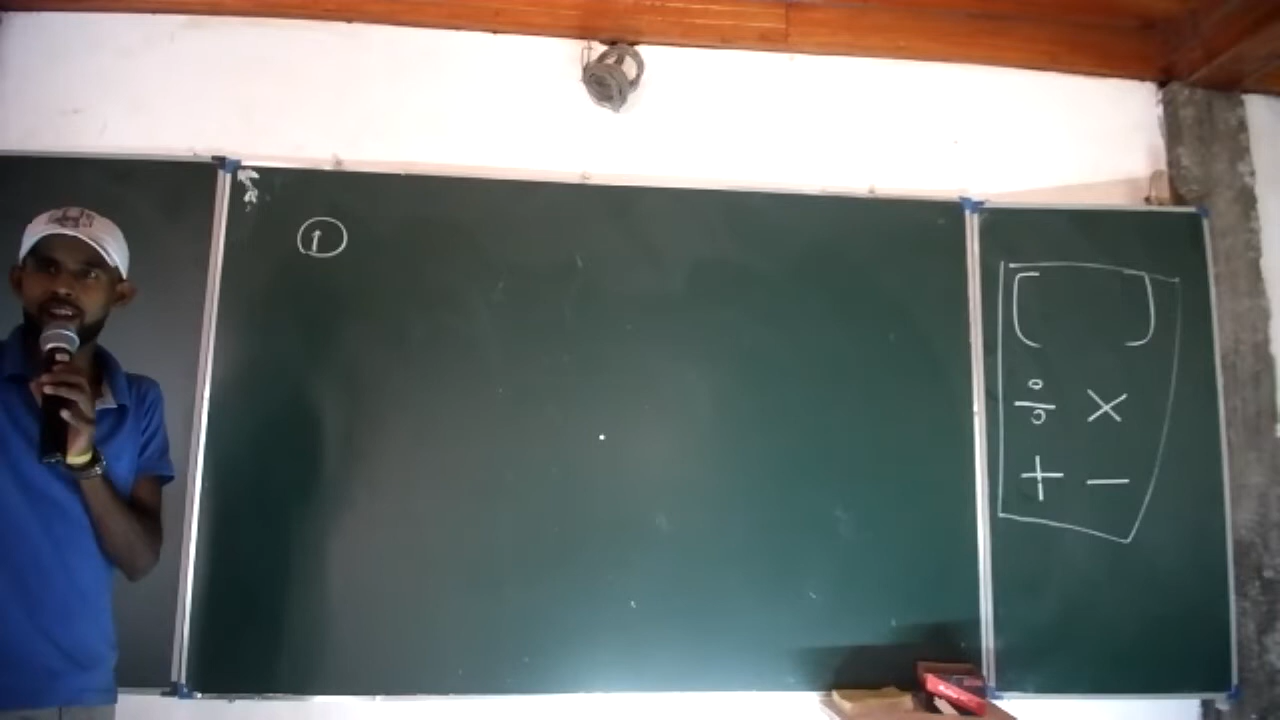 1
[ ]
÷ ×
+ −